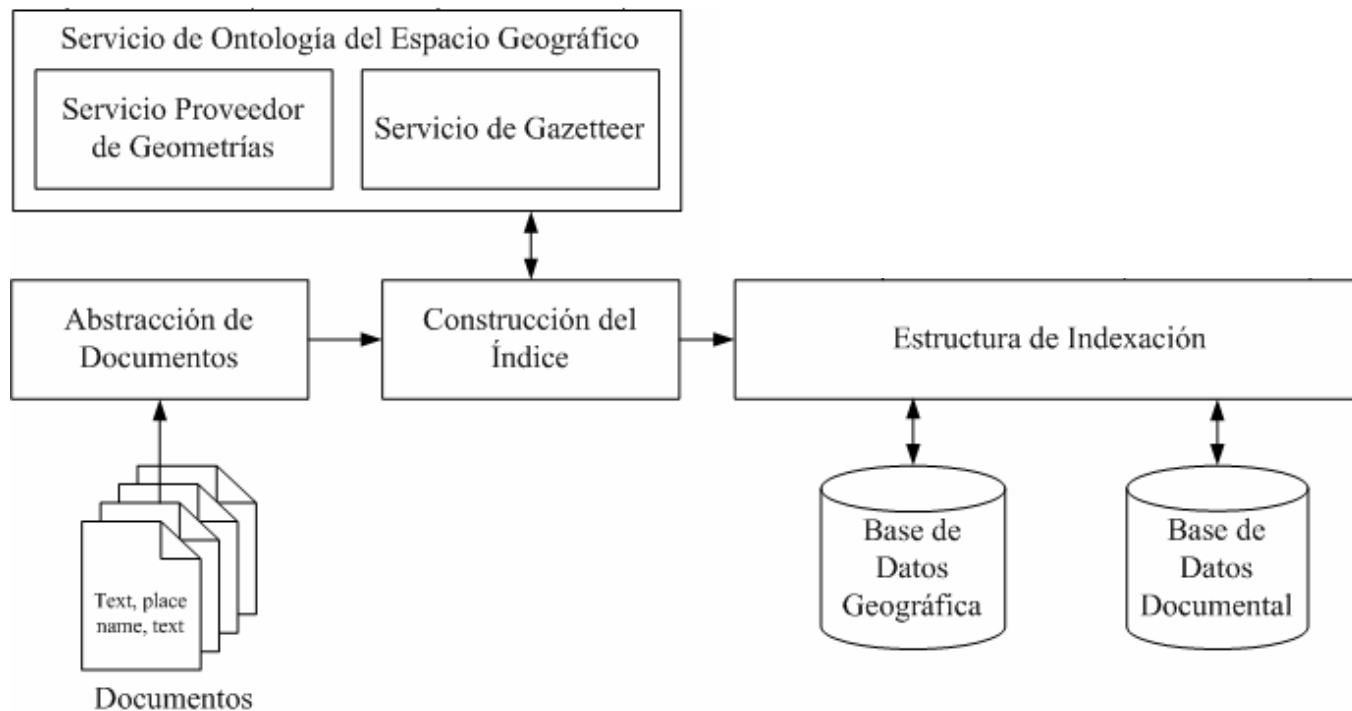 Servicio de Ontología del Espacio Geográfico
Servicio Proveedor
de Geometrías
Servicio de Gazetteer
Abstracción de
Documentos
Construcción del
Índice
Estructura de Indexación
Text, place
name, text
Documentos
Base de
Datos
Geográfica
Base de
Datos
Documental